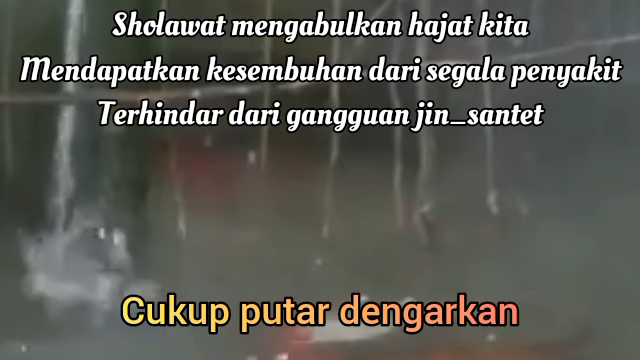 Sholawat mengabulkan hajat kita
Mendapatkan kesembuhan dari segala penyakit
Terhindar dari gangguan jin_santet
Cukup putar dengarkan